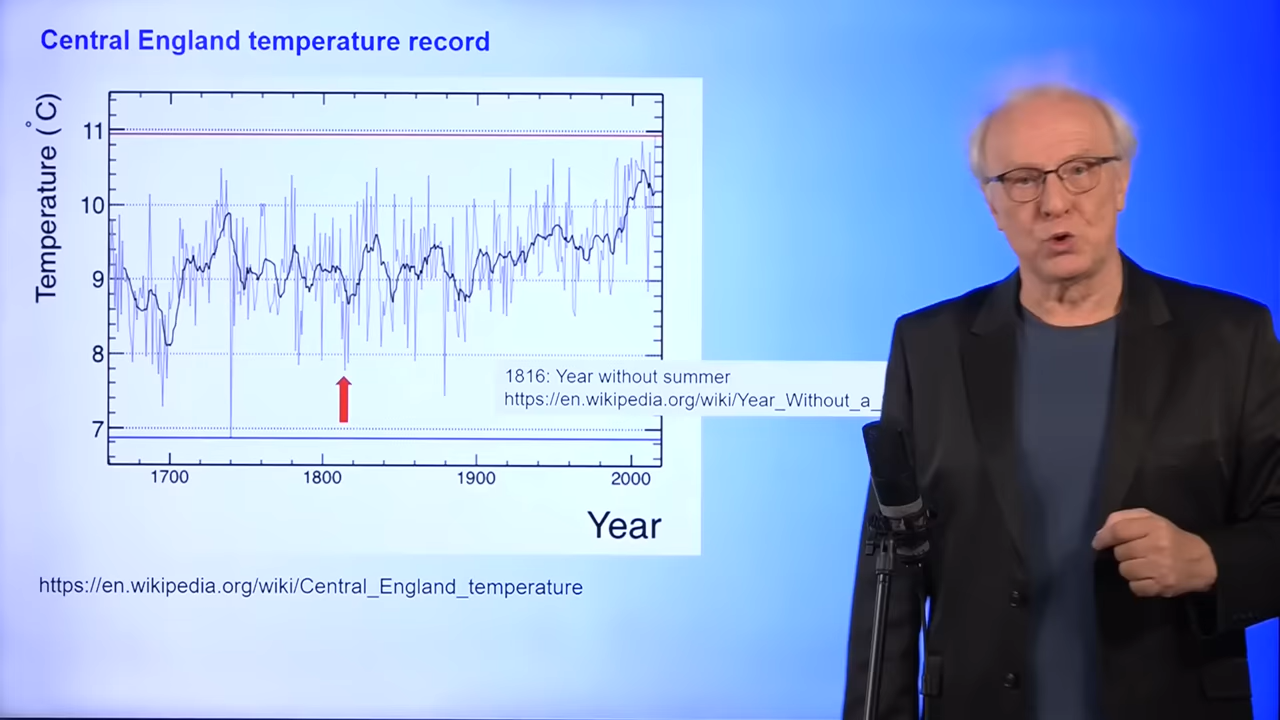 Central England temperature record
Temperature (°C)
11
10
9
8
7
1700 1800 1900 2000
Year
1816: Year without summer
https://en.wikipedia.org/wiki/Year_Without_a_
https://en.wikipedia.org/wiki/Central_England_temperature